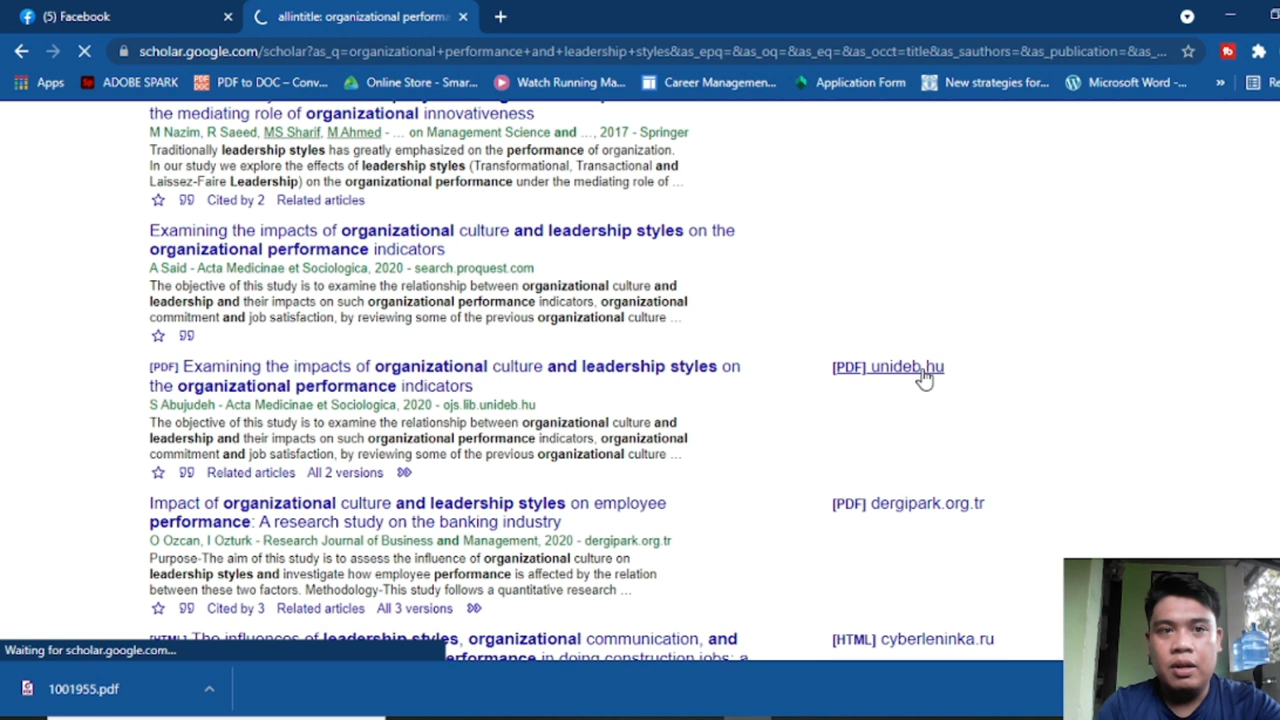 (5) Facebook
allintitle: organizational performa
scholar.google.com/scholar?as_q=organizational+performance+and+leadership+styles&as_epq=&as_oq=&as_eq=&as_occt=title&as_sauthors=&as_publication=&as_...
Apps ADOBE SPARK PDF to DOC – Conv... Online Store - Smar... Watch Running Ma... Career Managemen... Application Form New strategies for... Microsoft Word -... » Re
the mediating role of organizational innovativeness
M Nazim, R Saeed, MS Sharif, M Ahmed - ... on Management Science and ..., 2017 - Springer
Traditionally leadership styles has greatly emphasized on the performance of organization.
In our study we explore the effects of leadership styles (Transformational, Transactional and
Laissez-Faire Leadership) on the organizational performance under the mediating role of ...
Cited by 2 Related articles
Examining the impacts of organizational culture and leadership styles on the
organizational performance indicators
A Said - Acta Medicinae et Sociologica, 2020 - search.proquest.com
The objective of this study is to examine the relationship between organizational culture and
leadership and their impacts on such organizational performance indicators, organizational
commitment and job satisfaction, by reviewing some of the previous organizational culture ...
[PDF] Examining the impacts of organizational culture and leadership styles on
the organizational performance indicators
[PDF] unideb.hu
S Abujudeh - Acta Medicinae et Sociologica, 2020 - ojs.lib.unideb.hu
The objective of this study is to examine the relationship between organizational culture and
leadership and their impacts on such organizational performance indicators, organizational
commitment and job satisfaction, by reviewing some of the previous organizational culture ...
Related articles All 2 versions
Impact of organizational culture and leadership styles on employee
performance: A research study on the banking industry
[PDF] dergipark.org.tr
O Ozcan, I Ozturk - Research Journal of Business and Management, 2020 - dergipark.org.tr
Purpose-The aim of this study is to assess the influence of organizational culture on
leadership styles and investigate how employee performance is affected by the relation
between these two factors. Methodology-This study follows a quantitative research ...
Cited by 3 Related articles All 3 versions
[HTML] The influences of leadership styles, organizational communication, and
performance in doing construction jobs: a
[HTML] cyberleninka.ru
Waiting for scholar.google.com...
1001955.pdf